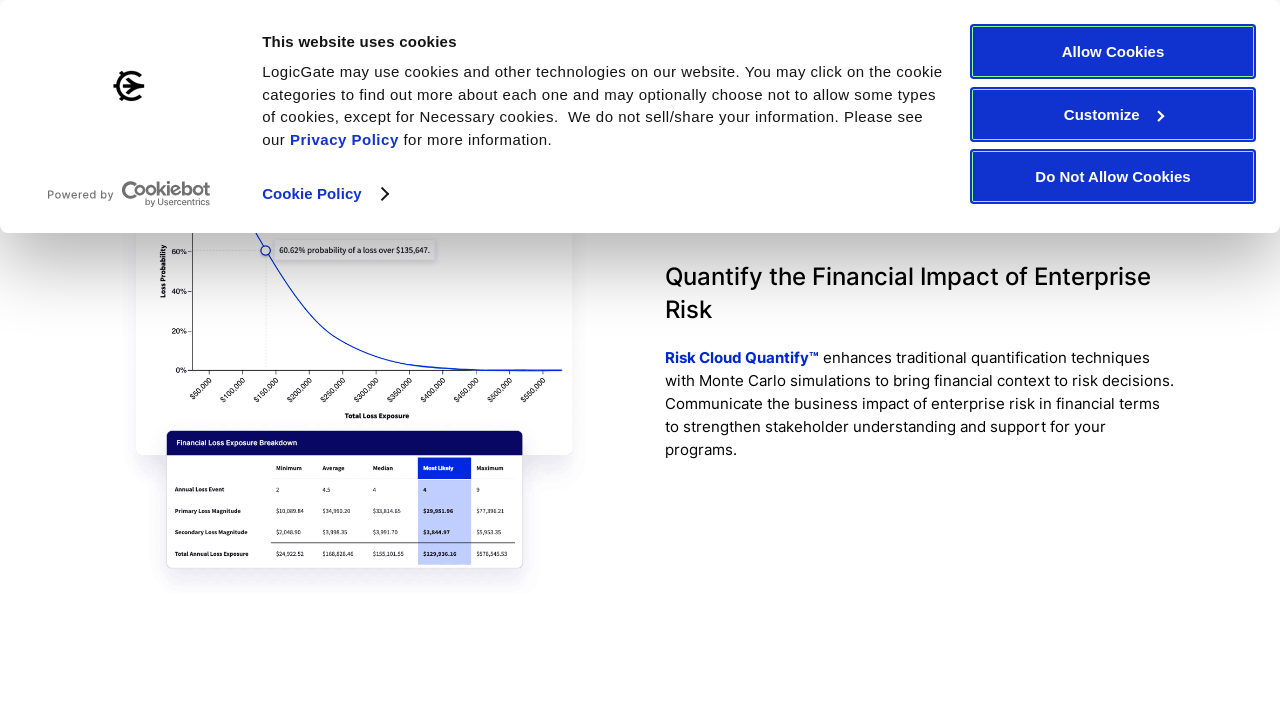 This website uses cookies
LogicGate may use cookies and other technologies on our website. You may click on the cookie
categories to find out more about each one and may optionally choose not to allow some types
of cookies, except for Necessary cookies.  We do not sell/share your information. Please see
our Privacy Policy for more information.
Cookie Policy
Powered by Cookiebot
by Usercentrics
Allow Cookies
Customize
Do Not Allow Cookies
Loss Probability
60%
40%
20%
0%
60.62% probability of a loss over $135,647.
$50,000 $100,000 $150,000 $200,000 $250,000 $300,000 $350,000 $400,000 $450,000 $500,000 $550,000
Total Loss Exposure
Financial Loss Exposure Breakdown
Minimum Average Median Most Likely Maximum
Annual Loss Event 2 4.5 4 4 9
Primary Loss Magnitude $10,089.84 $34,993.20 $33,814.65 $29,951.96 $77,896.21
Secondary Loss Magnitude $2,048.90 $3,998.35 $3,991.70 $3,844.97 $5,953.35
Total Annual Loss Exposure $24,922.52 $168,826.46 $155,101.55 $129,936.16 $576,545.53
Quantify the Financial Impact of Enterprise
Risk
Risk Cloud Quantify™ enhances traditional quantification techniques
with Monte Carlo simulations to bring financial context to risk decisions.
Communicate the business impact of enterprise risk in financial terms
to strengthen stakeholder understanding and support for your
programs.